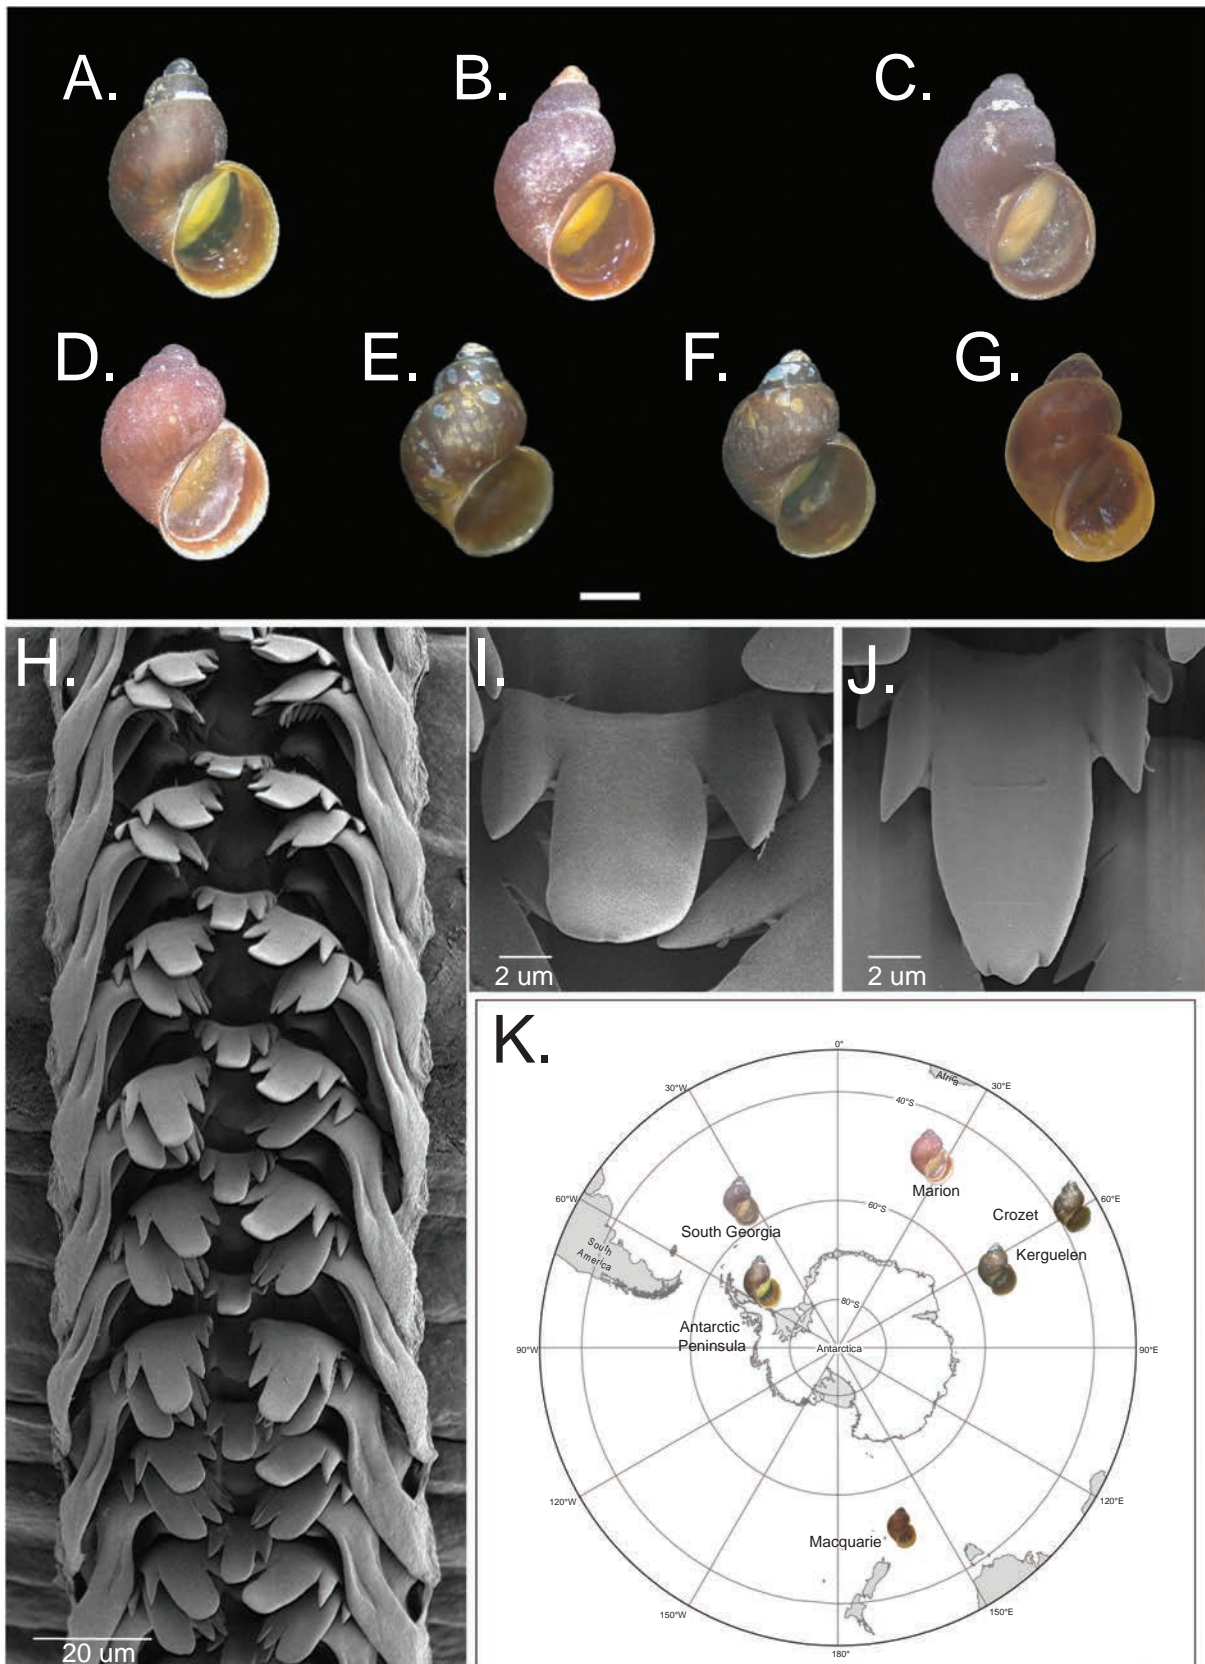 A.
B.
C.
D.
E.
F.
G.
H.
I.
J.
2 um
2 um
20 um
K.
0°
30°W
30°E
Africa
40°S
60°W
60°E
Marion
Crozet
60°S
South Georgia
Kerguelen
South
America
80°S
Antarctic
Peninsula
90°W
Antarctica
90°E
120°W
120°E
Macquarie
150°W
150°E
180°